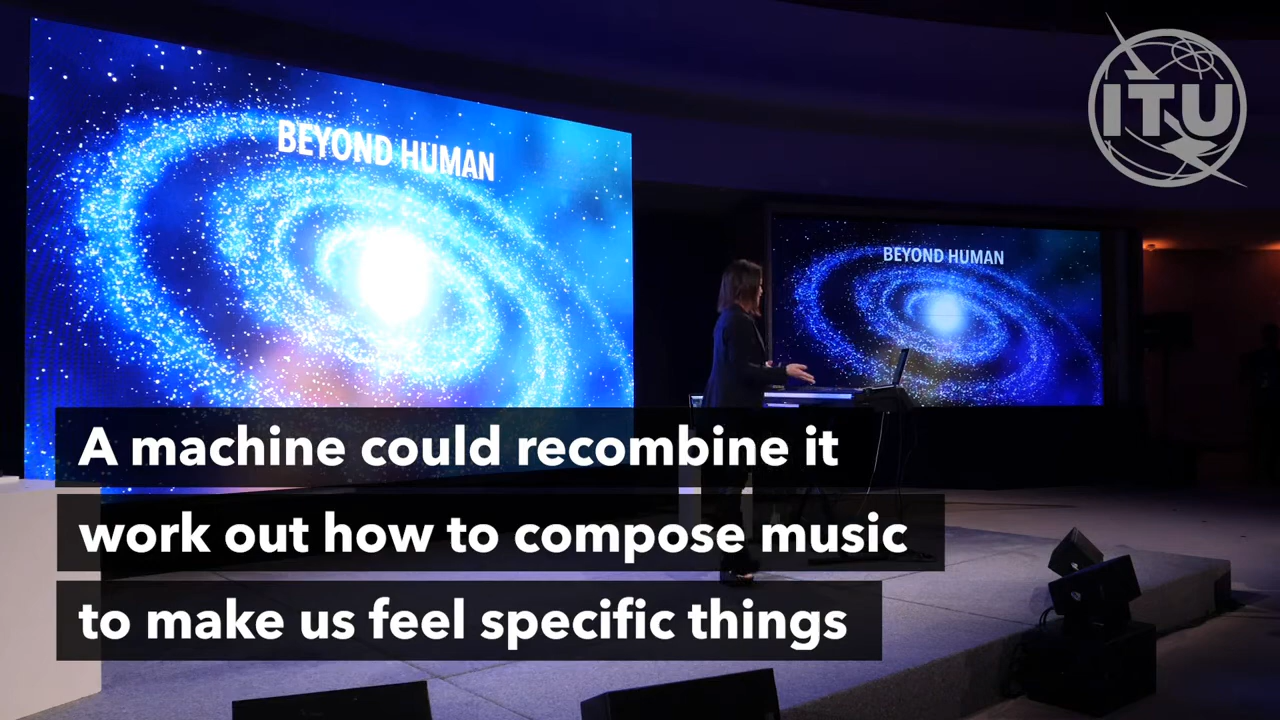 BEYOND HUMAN
ITU
BEYOND HUMAN
A machine could recombine it
work out how to compose music
to make us feel specific things